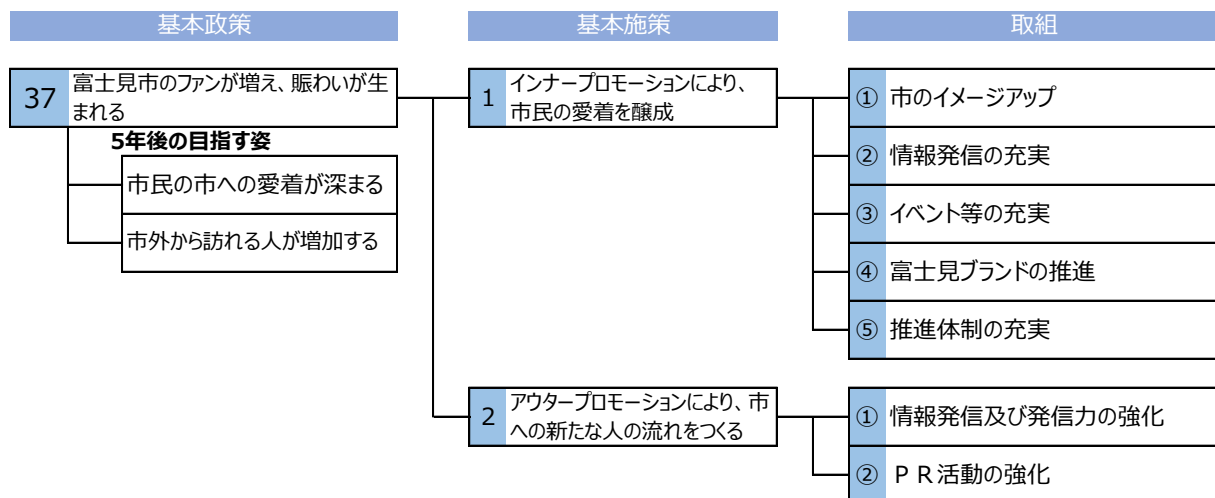 基本政策
基本施策
取組
37
富士見市のファンが増え、賑わいが生
まれる
5年後の目指す姿
市民の市への愛着が深まる
市外から訪れる人が増加する
1
インナープロモーションにより、
市民の愛着を醸成
① 市のイメージアップ
② 情報発信の充実
③ イベント等の充実
④ 富士見ブランドの推進
⑤ 推進体制の充実
2
アウタープロモーションにより、市
への新たな人の流れをつくる
① 情報発信及び発信力の強化
② ＰＲ活動の強化